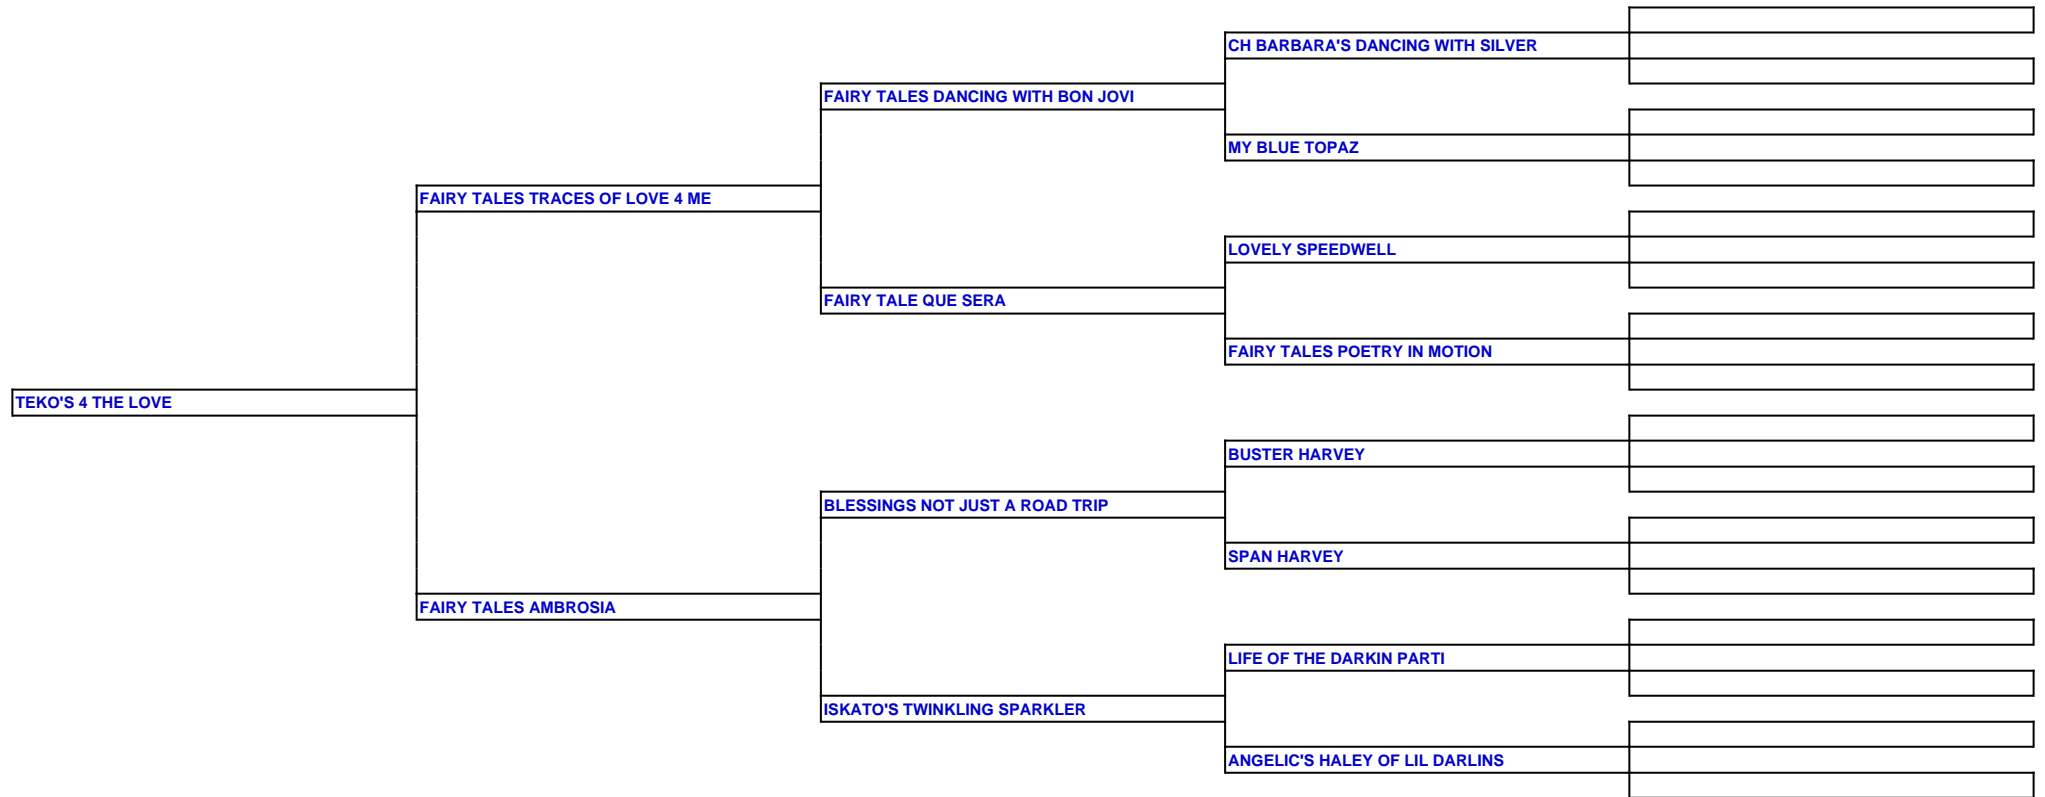 CH BARBARA'S DANCING WITH SILVER
FAIRY TALES DANCING WITH BON JOVI
MY BLUE TOPAZ
FAIRY TALES TRACES OF LOVE 4 ME
LOVELY SPEEDWELL
FAIRY TALE QUE SERA
FAIRY TALES POETRY IN MOTION
TEKO'S 4 THE LOVE
BUSTER HARVEY
BLESSINGS NOT JUST A ROAD TRIP
SPAN HARVEY
FAIRY TALES AMBROSIA
LIFE OF THE DARKIN PARTI
ISKATO'S TWINKLING SPARKLER
ANGELIC'S HALEY OF LIL DARLINS